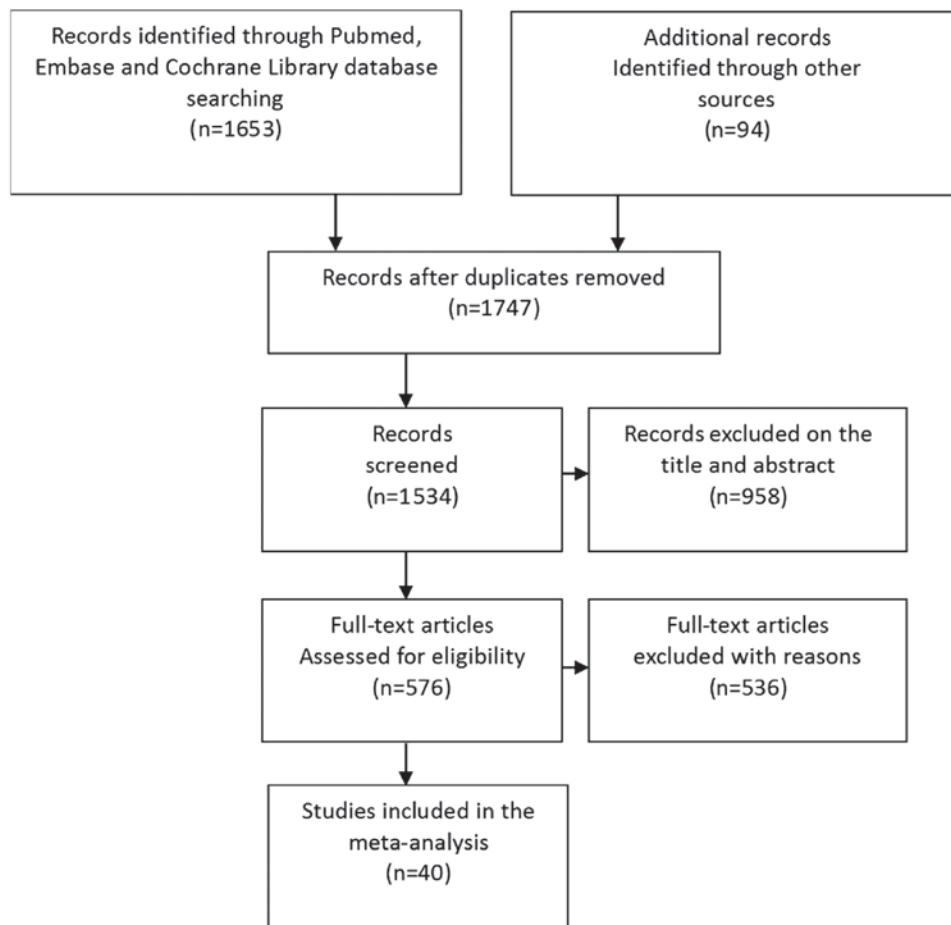 Records identified through Pubmed,
Embase and Cochrane Library database
searching
(n=1653)
Additional records
Identified through other
sources
(n=94)
Records after duplicates removed
(n=1747)
Records
screened
(n=1534)
Records excluded on the
title and abstract
(n=958)
Full-text articles
Assessed for eligibility
(n=576)
Full-text articles
excluded with reasons
(n=536)
Studies included in the
meta-analysis
(n=40)